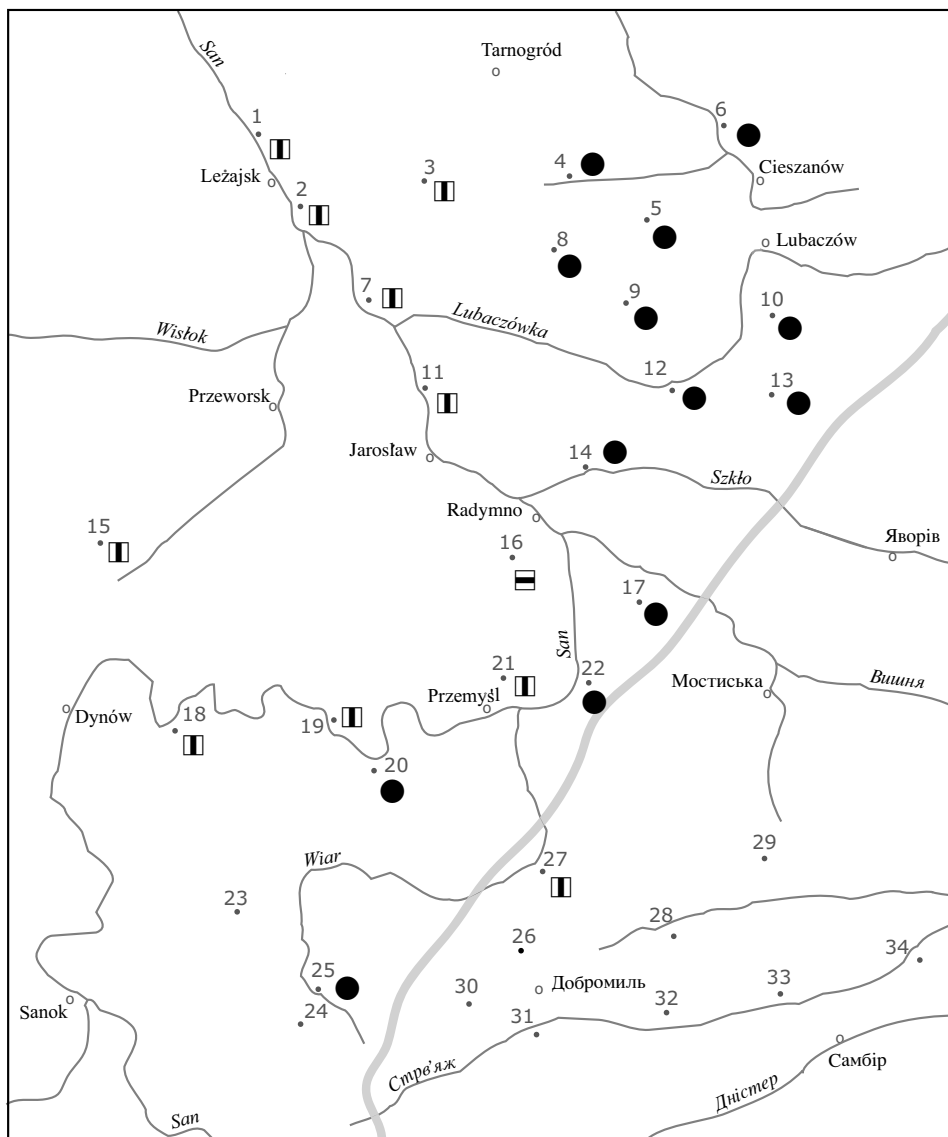 San
Tarnogród
1
6
3
4
Leżajsk
Cieszanów
2
5
8
Lubaczów
7
9
10
Wisłok
Lubaczówka
11
12
13
Przeworsk
Jarosław
14
Szkło
Radymno
15
16
Яворів
17
San
21
22
Мостиська
Вишня
Przemyśl
Dynów
18
19
20
Wiar
27
29
23
28
26
34
25
Добромиль
33
Sanok
30
32
24
31
Самбір
Стрв'яж
Дністер
San